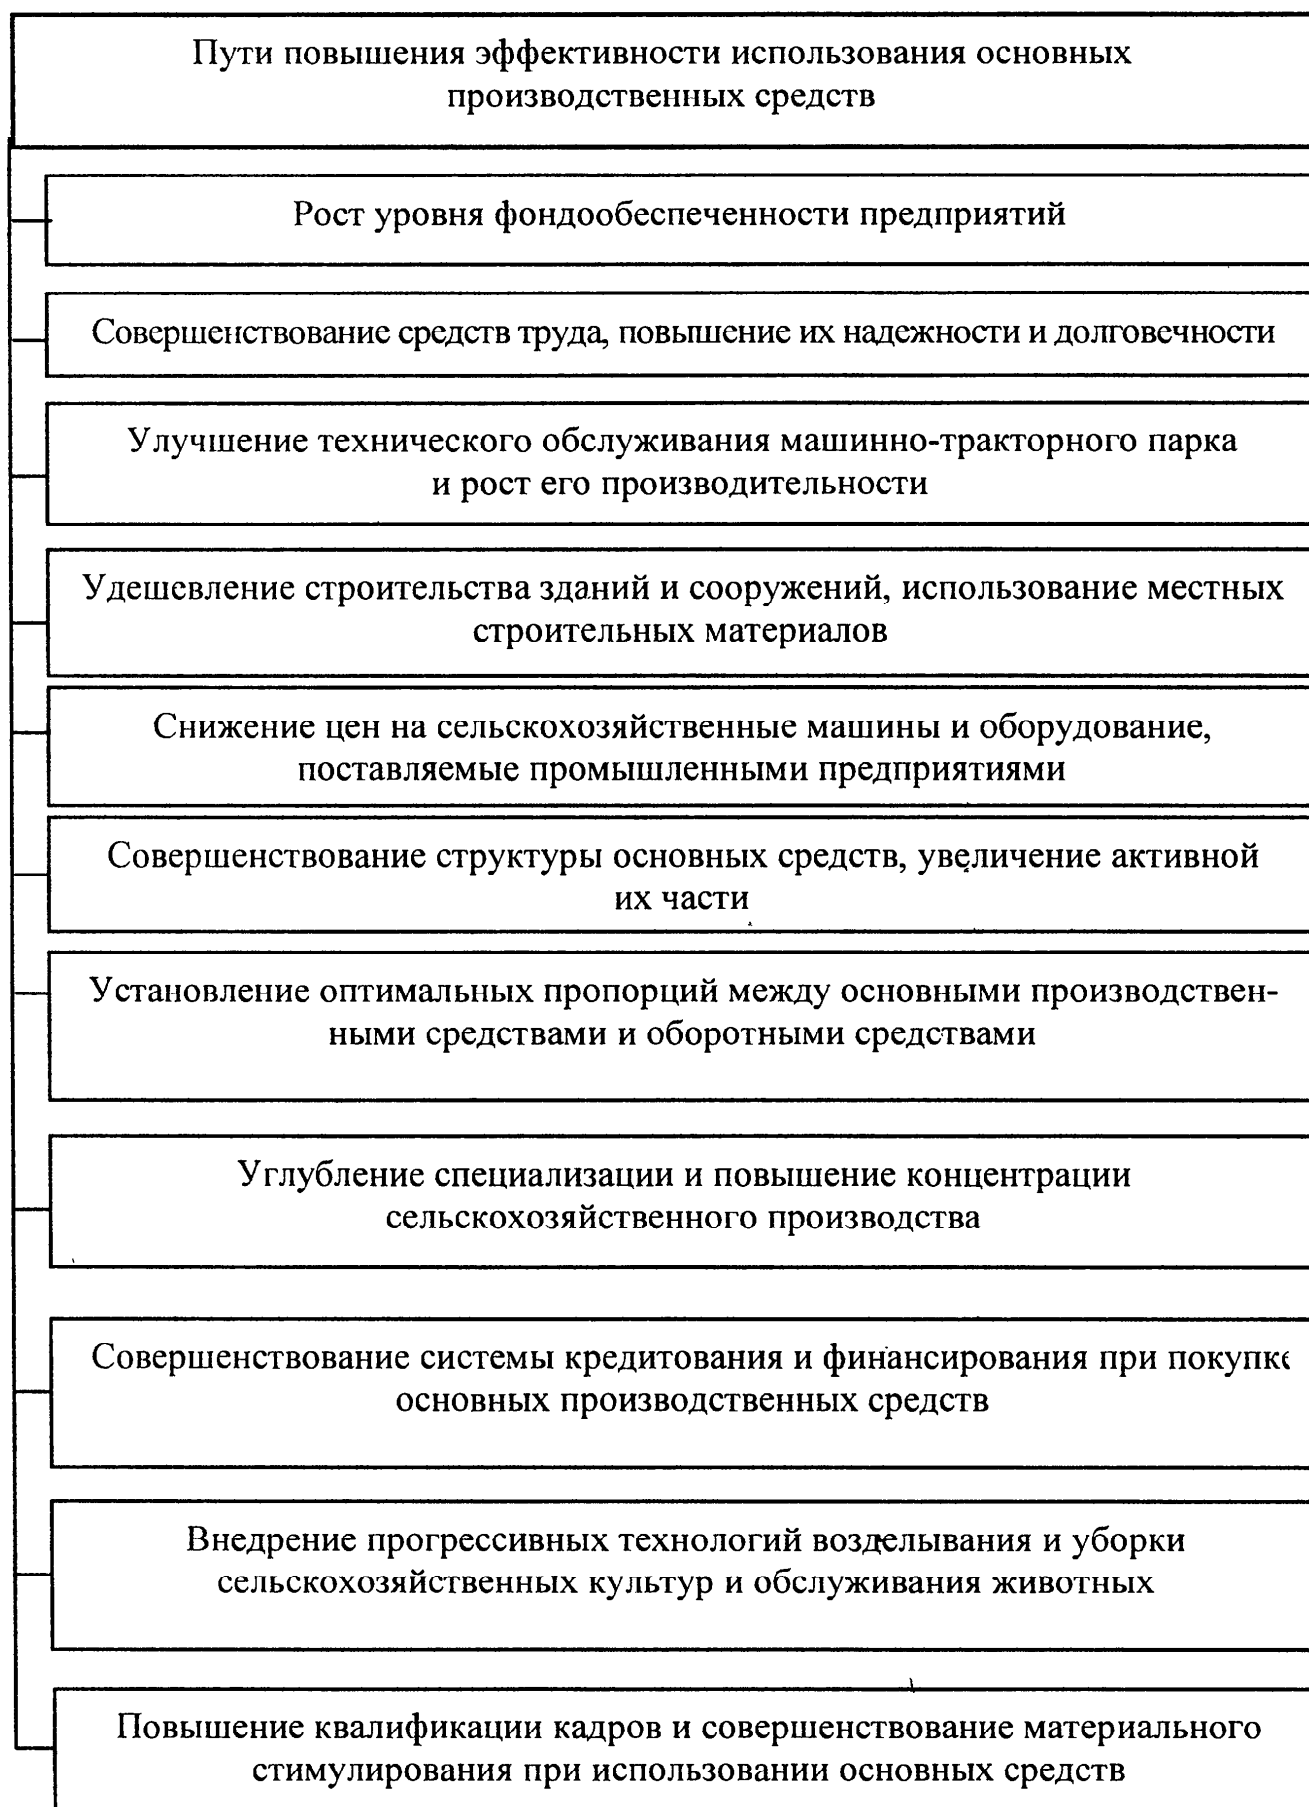 Пути повышения эффективности использования основных
производственных средств
Рост уровня фондообеспеченности предприятий
Совершенствование средств труда, повышение их надежности и долговечности
Улучшение технического обслуживания машинно-тракторного парка
и рост его производительности
Удешевление строительства зданий и сооружений, использование местных
строительных материалов
Снижение цен на сельскохозяйственные машины и оборудование,
поставляемые промышленными предприятиями
Совершенствование структуры основных средств, увеличение активной
их части
Установление оптимальных пропорций между основными производствен-
ными средствами и оборотными средствами
Углубление специализации и повышение концентрации
сельскохозяйственного производства
Совершенствование системы кредитования и финансирования при покупке
основных производственных средств
Внедрение прогрессивных технологий возделывания и уборки
сельскохозяйственных культур и обслуживания животных
Повышение квалификации кадров и совершенствование материального
стимулирования при использовании основных средств